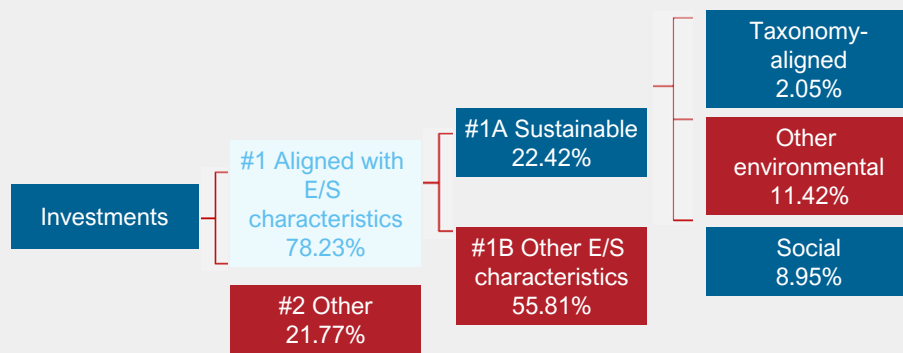 Investments
#1 Aligned with
E/S
characteristics
78.23%
#2 Other
21.77%
#1A Sustainable
22.42%
#1B Other E/S
characteristics
55.81%
Taxonomy-
aligned
2.05%
Other
environmental
11.42%
Social
8.95%